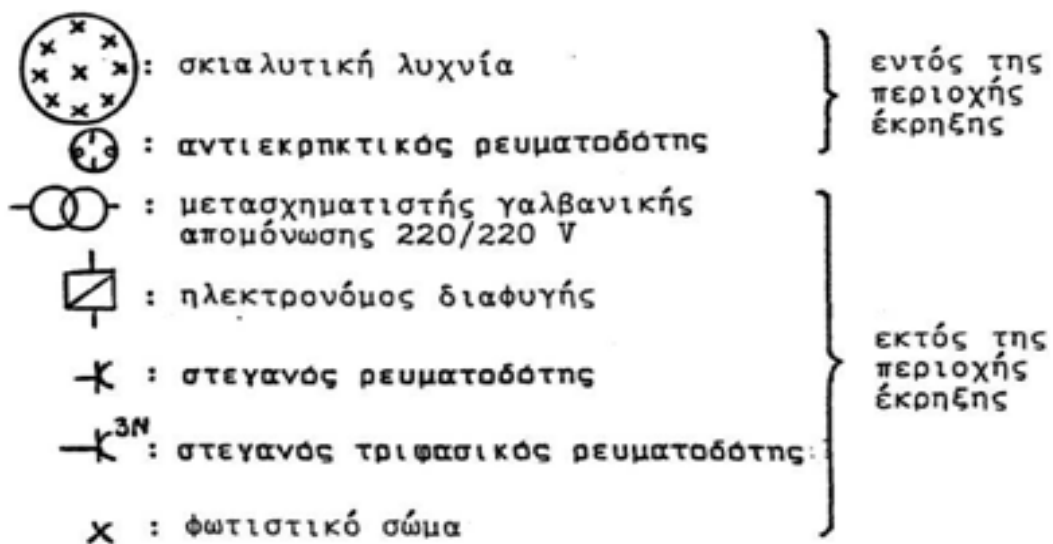 : σκιαλυτική λυχνία
: αντιεκρηκτικός ρευματοδότης
εντός της
περιοχής
έκρηξης
: μετασχηματιστής γαλβανικής
απομόνωσης 220/220 V
: ηλεκτρονόμος διαφυγής
: στεγανός ρευματοδότης
3N
: στεγανός τριφασικός ρευματοδότης
x : φωτιστικό σώμα
εκτός της
περιοχής
έκρηξης